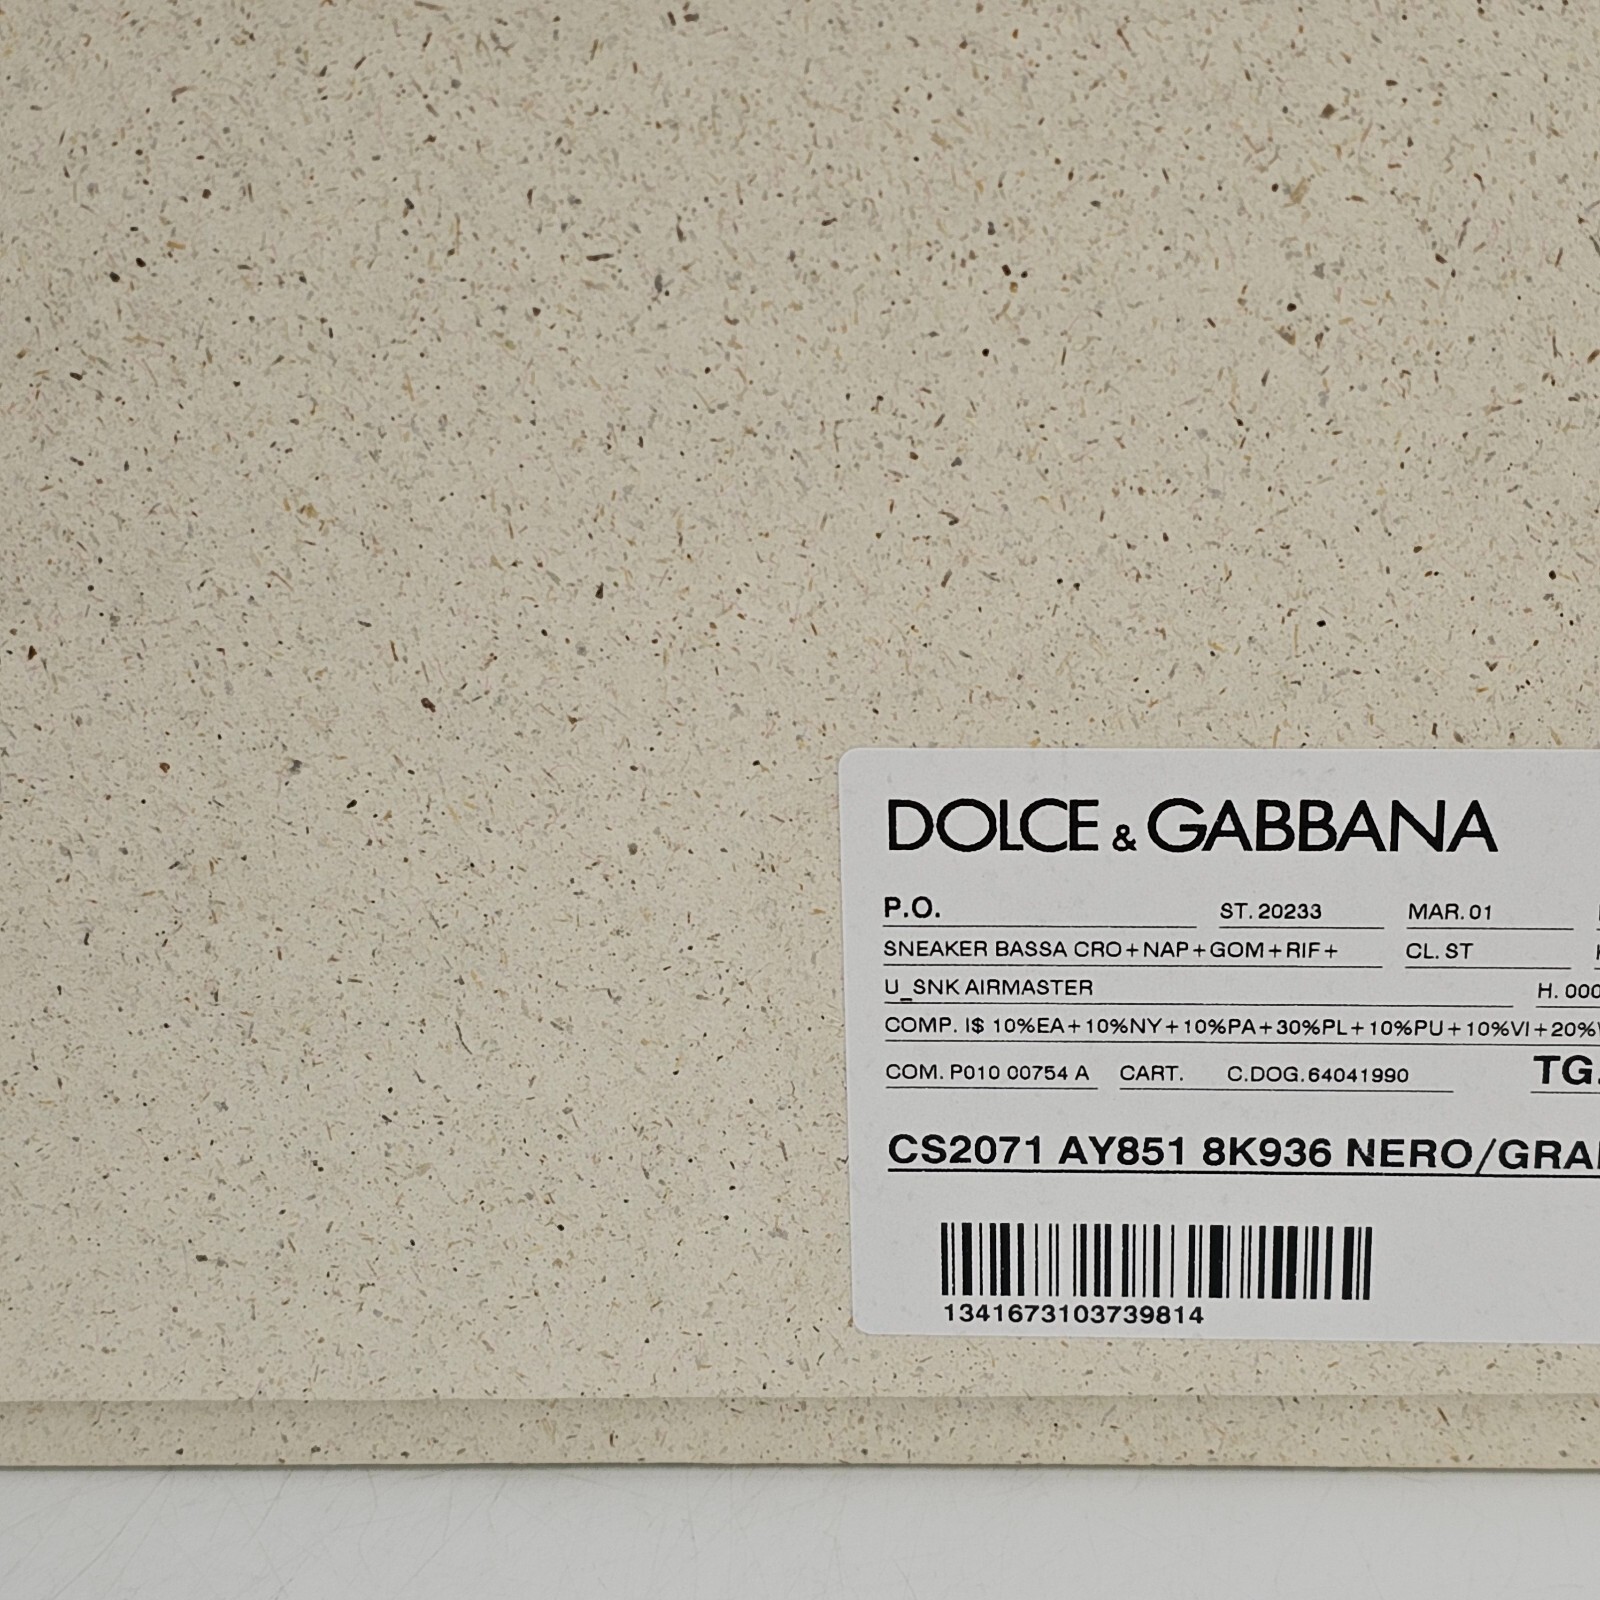 DOLCE & GABBANA
P.O. ST. 20233 MAR. 01
SNEAKER BASSA CRO+NAP+GOM+RIF+ CL. ST
U_SNK AIRMASTER H. 000
COMP. I$ 10%EA+10%NY+10%PA+30%PL+10%PU+10%VI+20%
COM. P010 00754 A CART. C.DOG.64041990 TG.
CS2071 AY851 8K936 NERO/GRA
1341673103739814